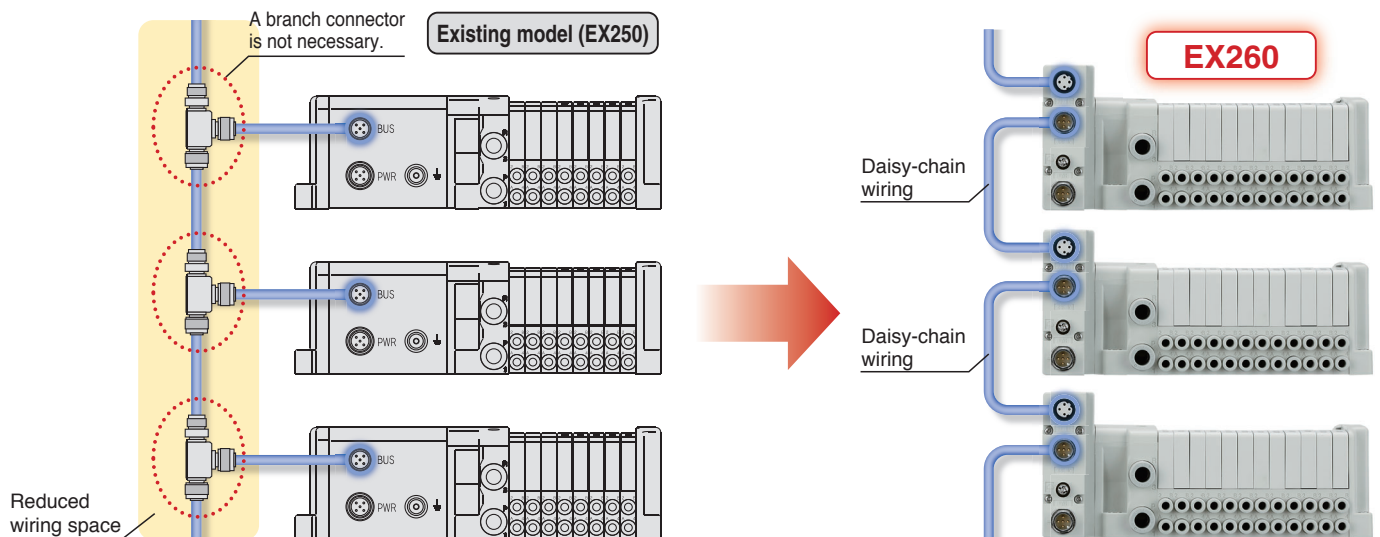 A branch connector
is not necessary.
Existing model (EX250)
EX260
BUS
PWR
Daisy-chain
wiring
BUS
PWR
Daisy-chain
wiring
BUS
PWR
Reduced
wiring space